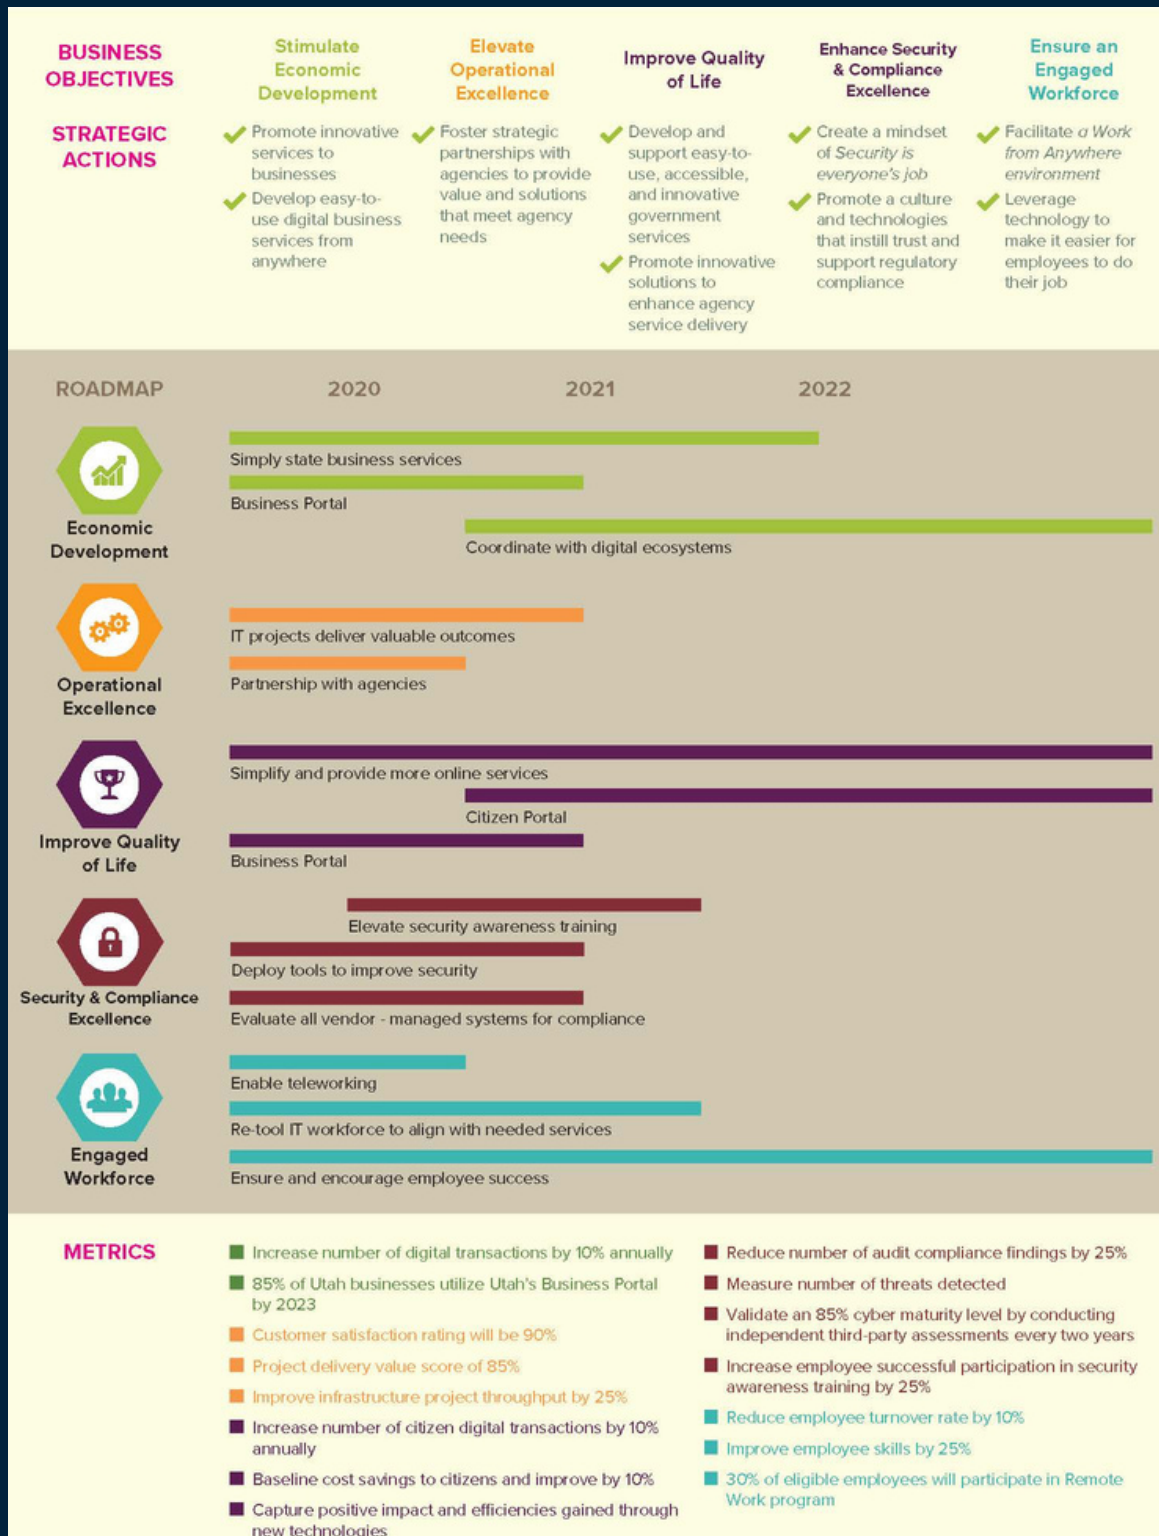 BUSINESS
OBJECTIVES
Stimulate
Economic
Development
Elevate
Operational
Excellence
Improve Quality
of Life
Enhance Security
& Compliance
Excellence
Ensure an
Engaged
Workforce
STRATEGIC
ACTIONS
Promote innovative
services to
businesses
Develop easy-to-
use digital business
services from
anywhere
Foster strategic
partnerships with
agencies to provide
value and solutions
that meet agency
needs
Develop and
support easy-to-
use, accessible,
and innovative
government
services
Promote innovative
solutions to
enhance agency
service delivery
Create a mindset
of Security is
everyone's job
Promote a culture
and technologies
that instill trust and
support regulatory
compliance
Facilitate a Work
from Anywhere
environment
Leverage
technology to
make it easier for
employees to do
their job
ROADMAP
2020
2021
2022
Economic
Development
Simply state business services
Business Portal
Coordinate with digital ecosystems
Operational
Excellence
IT projects deliver valuable outcomes
Partnership with agencies
Improve Quality
of Life
Simplify and provide more online services
Citizen Portal
Business Portal
Security & Compliance
Excellence
Elevate security awareness training
Deploy tools to improve security
Evaluate all vendor - managed systems for compliance
Engaged
Workforce
Enable teleworking
Re-tool IT workforce to align with needed services
Ensure and encourage employee success
METRICS
Increase number of digital transactions by 10% annually
85% of Utah businesses utilize Utah's Business Portal
by 2023
Customer satisfaction rating will be 90%
Project delivery value score of 85%
Improve infrastructure project throughput by 25%
Increase number of citizen digital transactions by 10%
annually
Baseline cost savings to citizens and improve by 10%
Capture positive impact and efficiencies gained through
new technologies
Reduce number of audit compliance findings by 25%
Measure number of threats detected
Validate an 85% cyber maturity level by conducting
independent third-party assessments every two years
Increase employee successful participation in security
awareness training by 25%
Reduce employee turnover rate by 10%
Improve employee skills by 25%
30% of eligible employees will participate in Remote
Work program